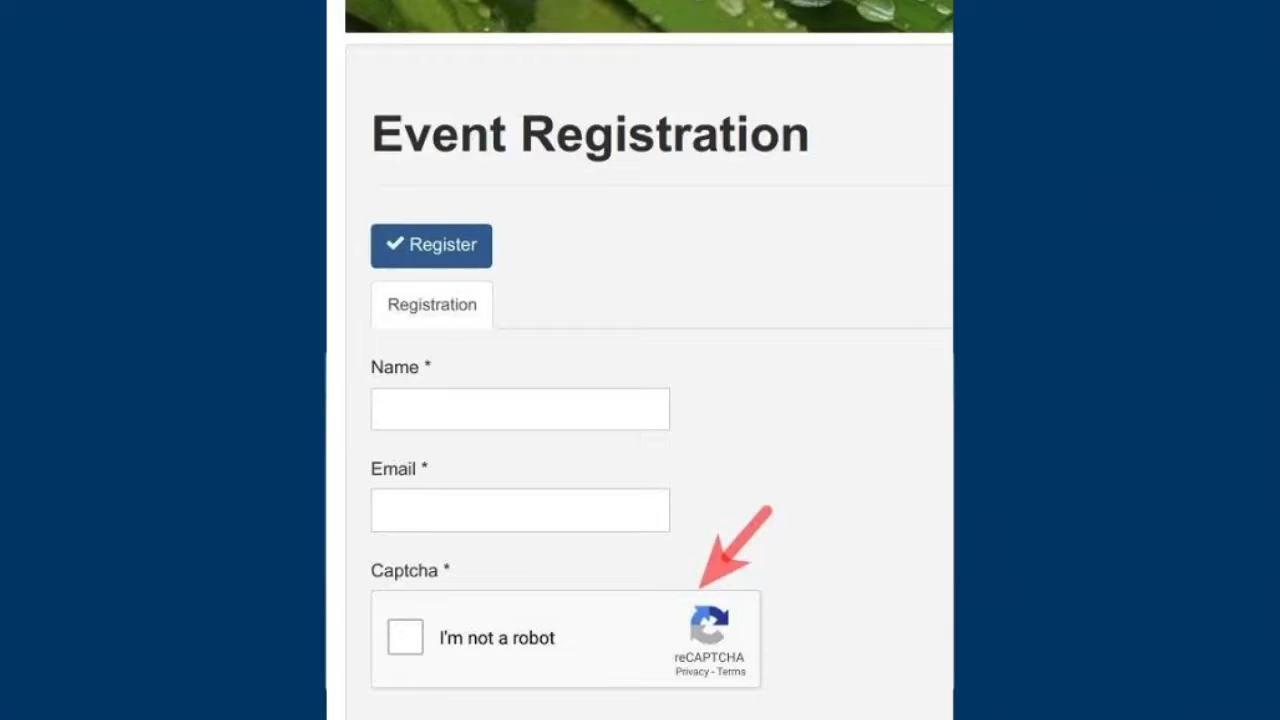 Event Registration
Register
Registration
Name *
Email *
Captcha *
I'm not a robot
reCAPTCHA
Privacy - Terms